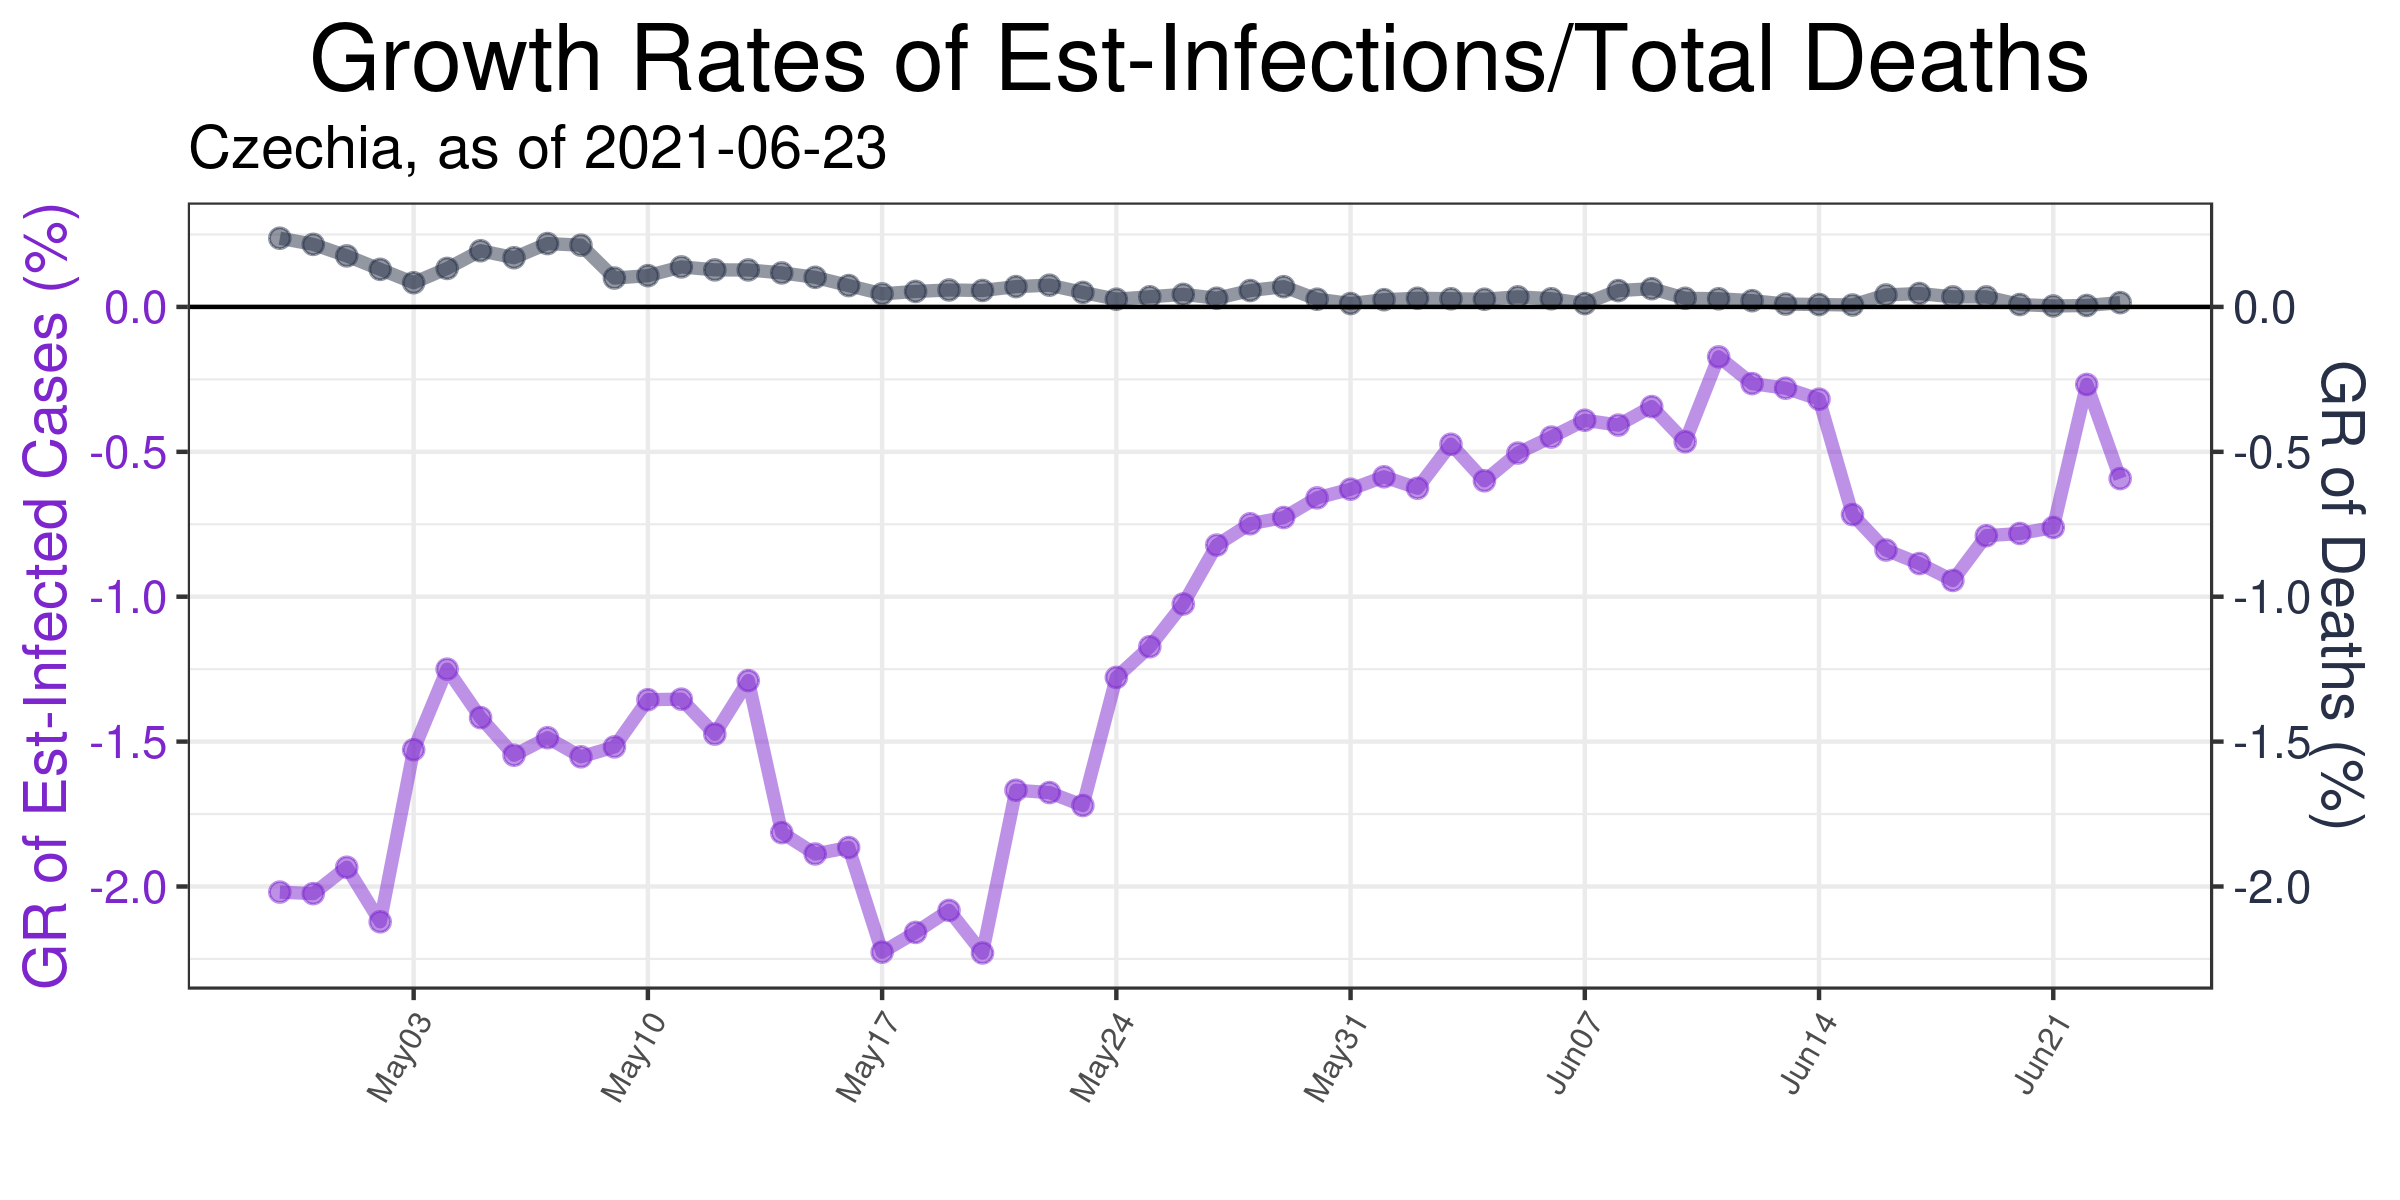 Growth Rates of Est-Infections/Total Deaths
Czechia, as of 2021-06-23
GR of Est-Infected Cases (%)
0.0
-0.5
-1.0
-1.5
-2.0
0.0
-0.5
-1.0
-1.5
-2.0
GR of Deaths (%)
May03
May10
May17
May24
May31
Jun07
Jun14
Jun21